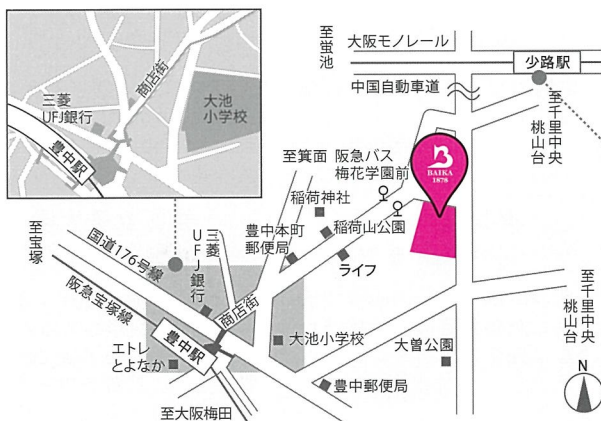 三菱
UFJ銀行
商店街
大池
小学校
豊中駅
至蛍池
大阪モノレール
少路駅
中国自動車道
至千里中央
桃山台
至箕面
阪急バス
梅花学園前
BAIKA
1878
稲荷神社
稲荷山公園
豊中本町
郵便局
ライフ
至宝塚
国道176号線
三菱
UFJ銀行
商店街
阪急宝塚線
豊中駅
エトレ
とよなか
大池小学校
大曽公園
豊中郵便局
至大阪梅田
至千里中央
桃山台
N